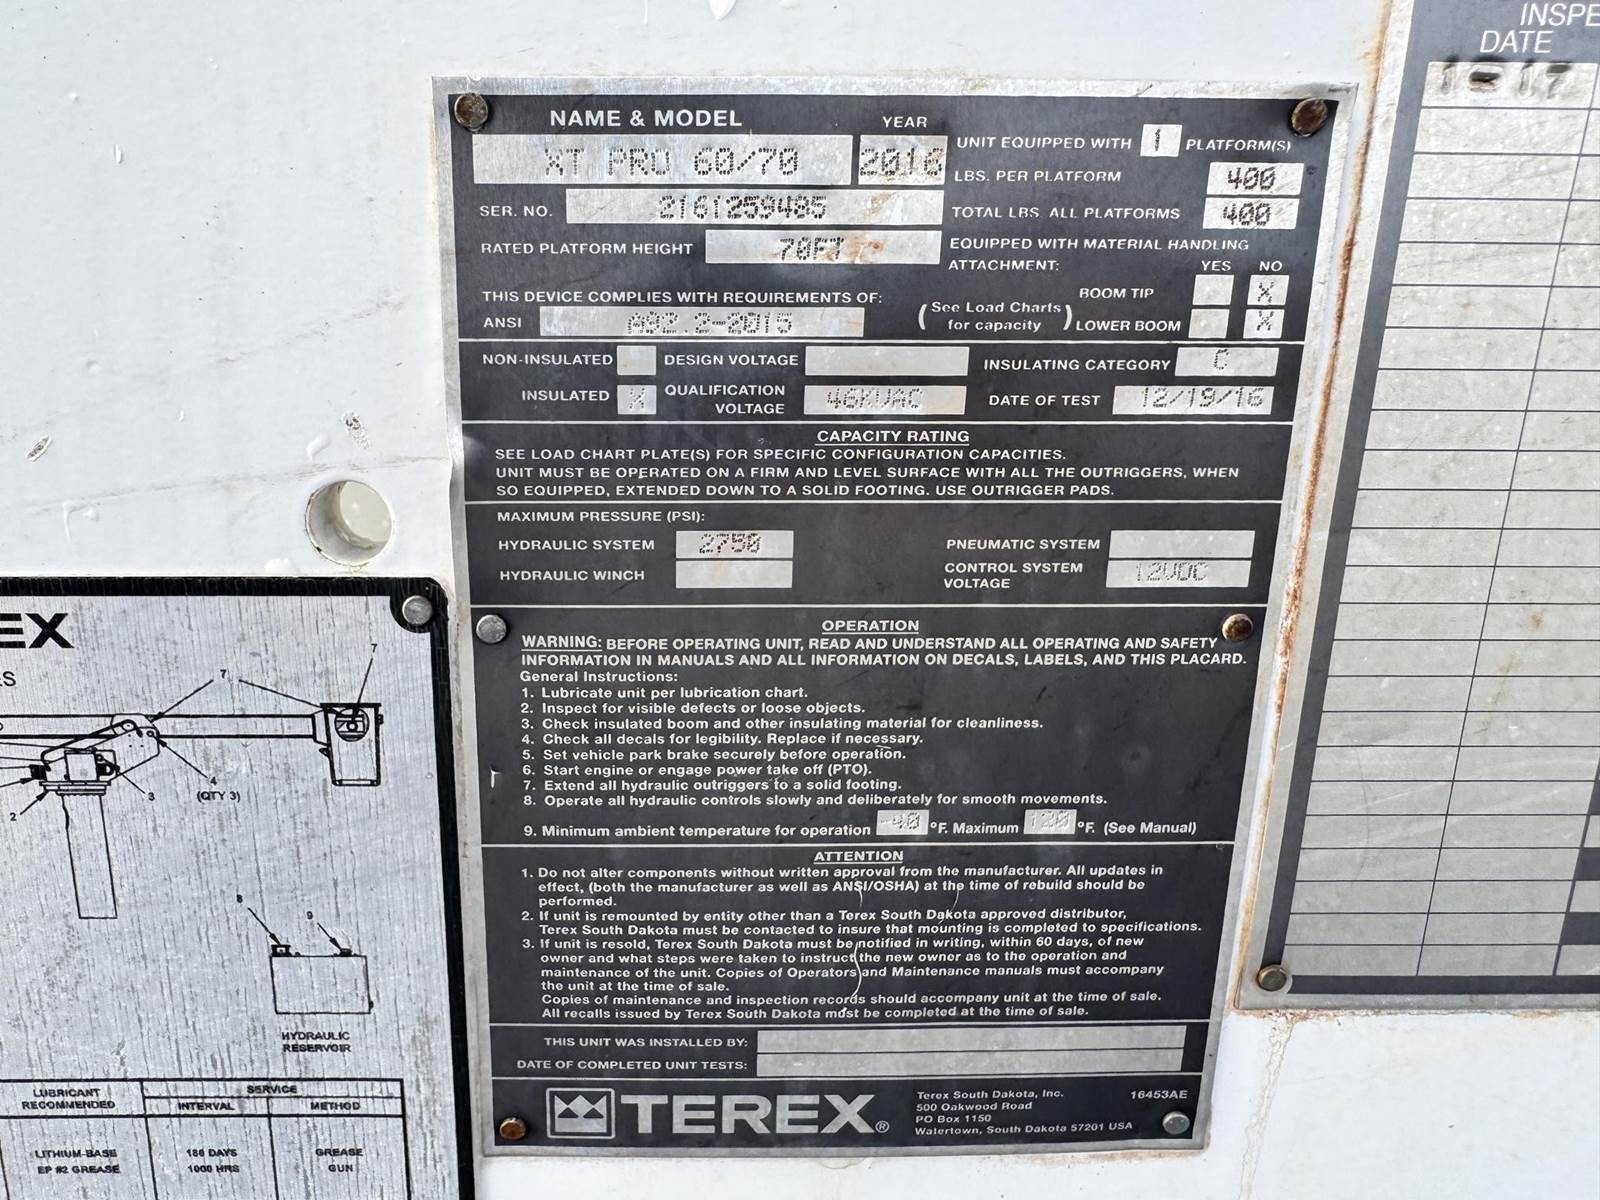 NAME & MODEL
XT PRO 60/70
YEAR
2016
UNIT EQUIPPED WITH 1 PLATFORM(S)
LBS. PER PLATFORM 400
SER. NO. 2161259485
TOTAL LBS. ALL PLATFORMS 400
RATED PLATFORM HEIGHT 70FT
EQUIPPED WITH MATERIAL HANDLING
ATTACHMENT: YES NO
BOOM TIP X
LOWER BOOM X
(See Load Charts
for capacity)
THIS DEVICE COMPLIES WITH REQUIREMENTS OF:
ANSI A92.2-2015
NON-INSULATED DESIGN VOLTAGE INSULATING CATEGORY C
INSULATED X QUALIFICATION
VOLTAGE 46KVAC DATE OF TEST 12/19/16
CAPACITY RATING
SEE LOAD CHART PLATE(S) FOR SPECIFIC CONFIGURATION CAPACITIES.
UNIT MUST BE OPERATED ON A FIRM AND LEVEL SURFACE WITH ALL THE OUTRIGGERS, WHEN
SO EQUIPPED, EXTENDED DOWN TO A SOLID FOOTING. USE OUTRIGGER PADS.
MAXIMUM PRESSURE (PSI):
HYDRAULIC SYSTEM 2750 PNEUMATIC SYSTEM
HYDRAULIC WINCH CONTROL SYSTEM
VOLTAGE 12VDC
OPERATION
WARNING: BEFORE OPERATING UNIT, READ AND UNDERSTAND ALL OPERATING AND SAFETY
INFORMATION IN MANUALS AND ALL INFORMATION ON DECALS, LABELS, AND THIS PLACARD.
General Instructions:
1. Lubricate unit per lubrication chart.
2. Inspect for visible defects or loose objects.
3. Check insulated boom and other insulating material for cleanliness.
4. Check all decals for legibility. Replace if necessary.
5. Set vehicle park brake securely before operation.
6. Start engine or engage power take off (PTO).
7. Extend all hydraulic outriggers to a solid footing.
8. Operate all hydraulic controls slowly and deliberately for smooth movements.
9. Minimum ambient temperature for operation -40 °F. Maximum 120 °F. (See Manual)
ATTENTION
1. Do not alter components without written approval from the manufacturer. All updates in
effect, (both the manufacturer as well as ANSI/OSHA) at the time of rebuild should be
performed.
2. If unit is remounted by entity other than a Terex South Dakota approved distributor,
Terex South Dakota must be contacted to insure that mounting is completed to specifications.
3. If unit is resold, Terex South Dakota must be notified in writing, within 60 days, of new
owner and what steps were taken to instruct the new owner as to the operation and
maintenance of the unit. Copies of Operators and Maintenance manuals must accompany
the unit at the time of sale.
Copies of maintenance and inspection records should accompany unit at the time of sale.
All recalls issued by Terex South Dakota must be completed at the time of sale.
THIS UNIT WAS INSTALLED BY:
DATE OF COMPLETED UNIT TESTS:
TEREX®
Terex South Dakota, Inc.
500 Oakwood Road
PO Box 1150
Watertown, South Dakota 57201 USA
16453AE
INSPE
DATE
1-17
EX
ES
7
7
4
(QTY 3)
3
2
8
9
HYDRAULIC
RESERVOIR
LUBRICANT
RECOMMENDED
SERVICE
INTERVAL METHOD
LITHIUM-BASE
EP #2 GREASE
180 DAYS
1000 HRS
GREASE
GUN